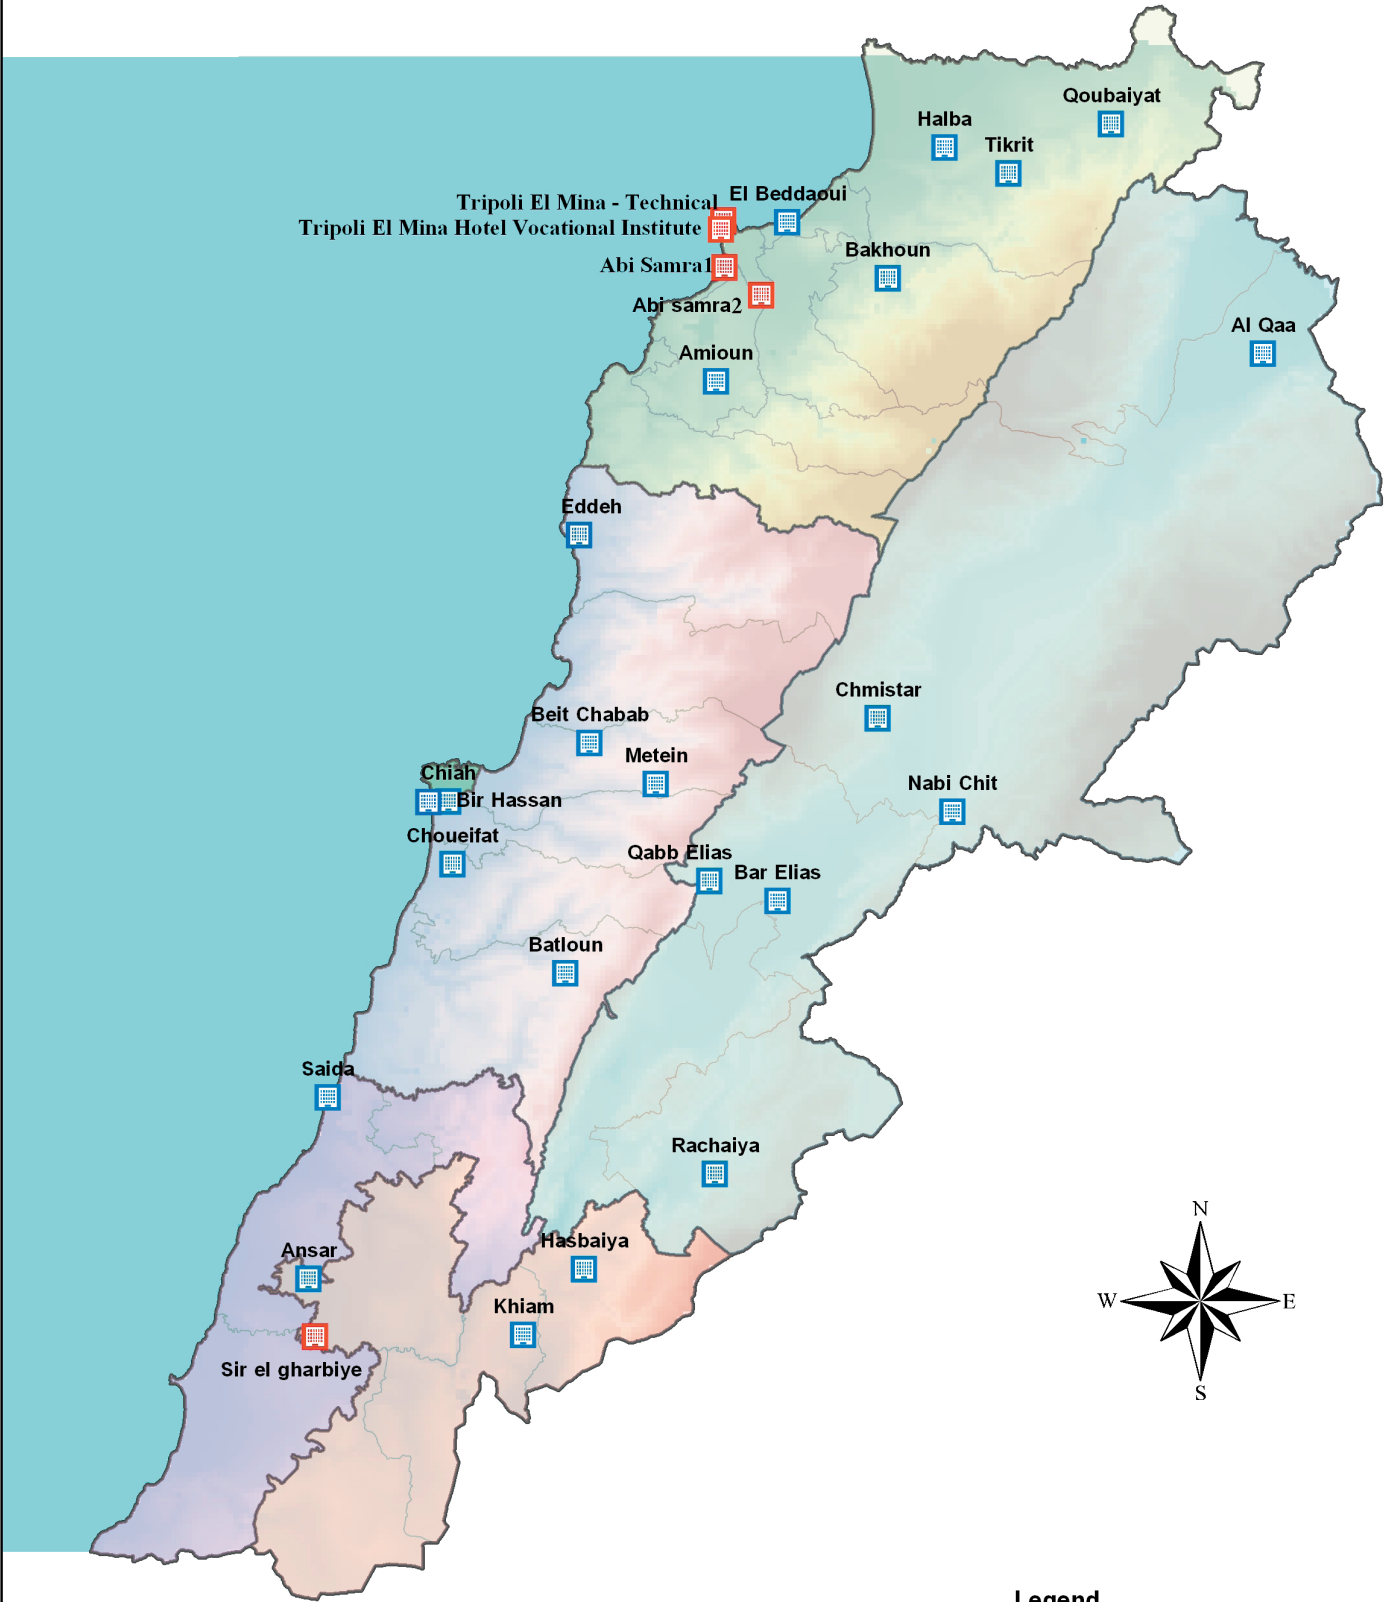 Qoubaiyat
Halba
Tikrit
El Beddaoui
Tripoli El Mina - Technical
Tripoli El Mina Hotel Vocational Institute
Bakhoun
Abi Samra1
Abi samra2
Al Qaa
Amioun
Eddeh
Chmistar
Beit Chabab
Metein
Chiah
Nabi Chit
Bir Hassan
Choueifat
Qabb Elias
Bar Elias
Batloun
Saida
Rachaiya
N
Hasbaiya
Ansar
W
E
Khiam
Sir el gharbiye
S
Legend